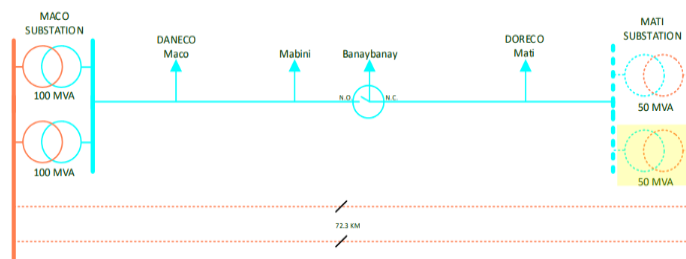 MACO
SUBSTATION
100 MVA
100 MVA
DANECO
Maco
Mabini
Banaybanay
N.O.
N.C.
DORECO
Mati
MATI
SUBSTATION
50 MVA
50 MVA
72.3 KM